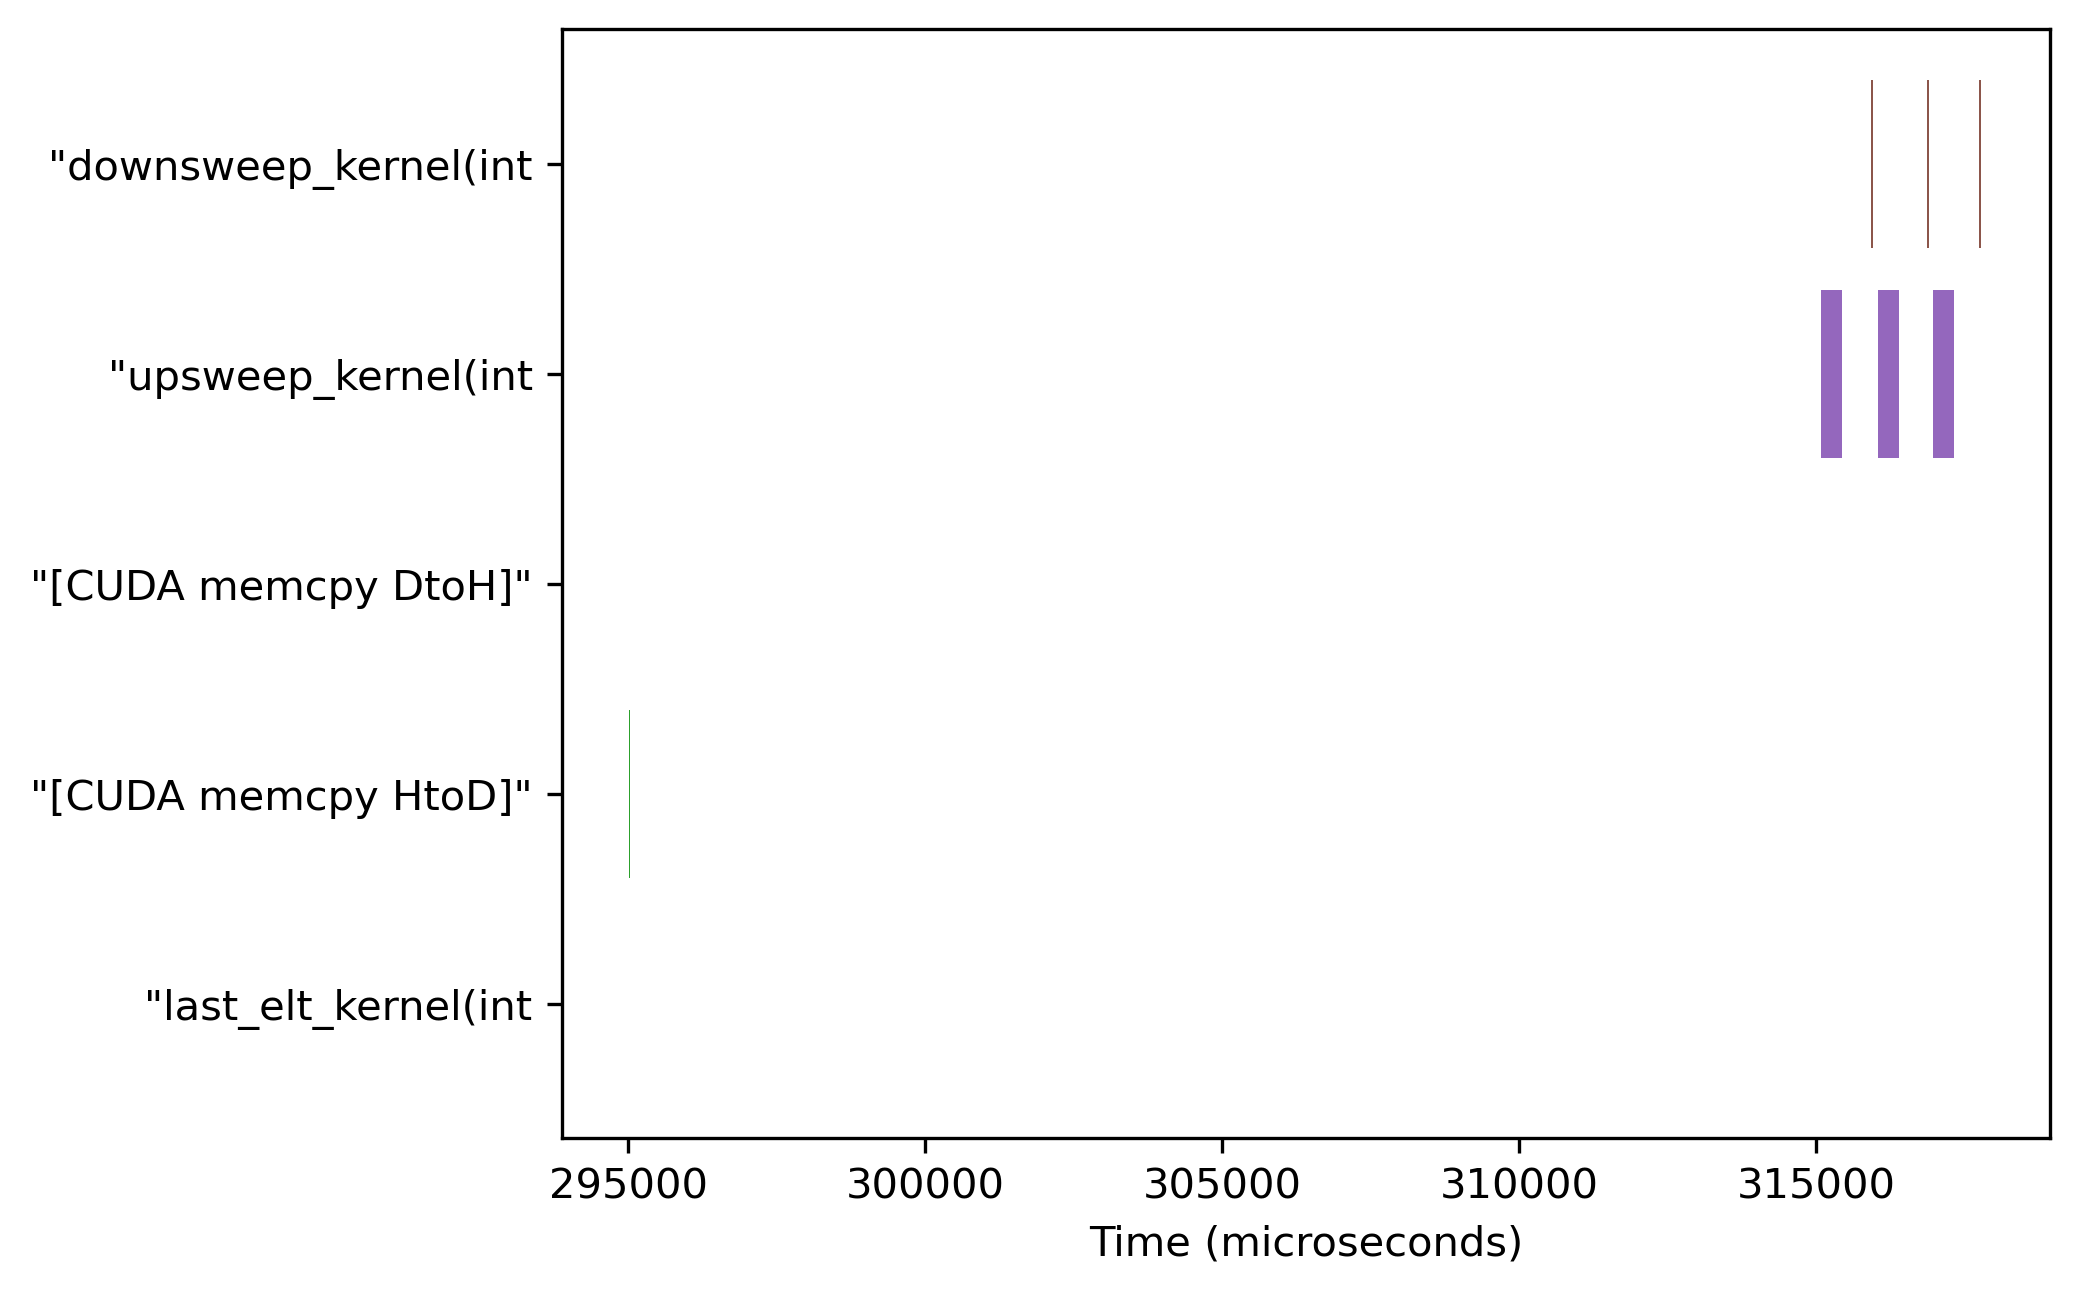 "downsweep_kernel(int
"upsweep_kernel(int
"[CUDA memcpy DtoH]"
"[CUDA memcpy HtoD]"
"last_elt_kernel(int
295000 300000 305000 310000 315000
Time (microseconds)